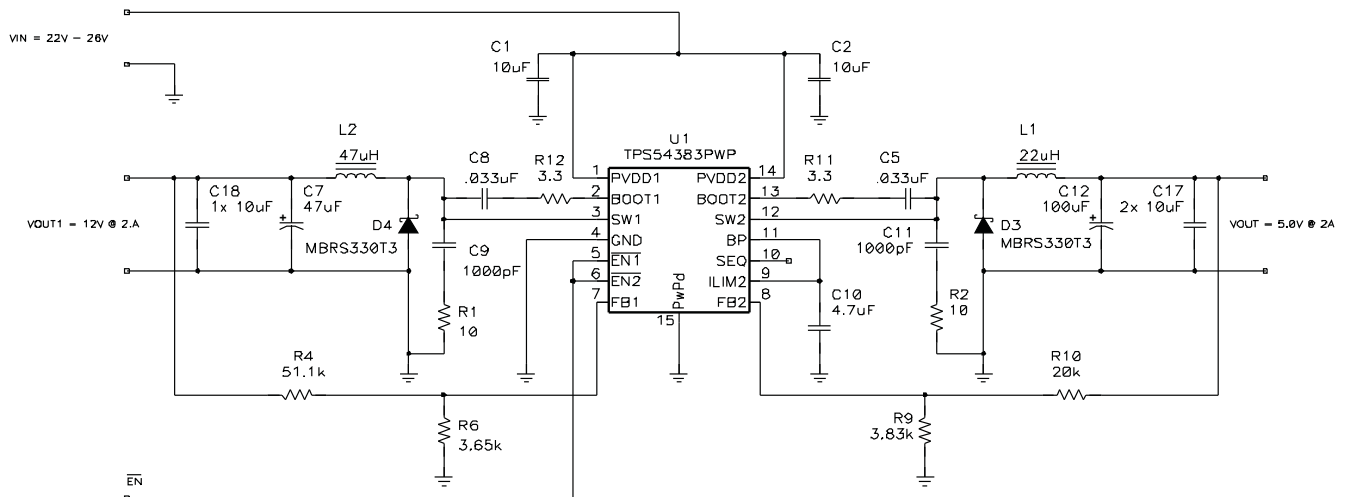 VIN = 22V - 26V
C1
10uF
C2
10uF
U1
TPS54383PWP
L2
47uH
L1
22uH
C8
.033uF
R12
3.3
R11
3.3
C5
.033uF
1
PVDD1
PVDD2
14
2
BOOT1
BOOT2
13
3
SW1
SW2
12
4
GND
BP
11
5
EN1
SEQ
10
6
EN2
ILIM2
9
7
FB1
FB2
8
PwPd
15
C18
1x 10uF
C7
47uF
+
D4
MBRS330T3
C9
1000pF
VOUT1 = 12V @ 2.A
C11
1000pF
D3
MBRS330T3
C12
100uF
+
C17
2x 10uF
VOUT = 5.0V @ 2A
R1
10
C10
4.7uF
R2
10
R4
51.1k
R10
20k
R6
3.65k
R9
3.83k
EN